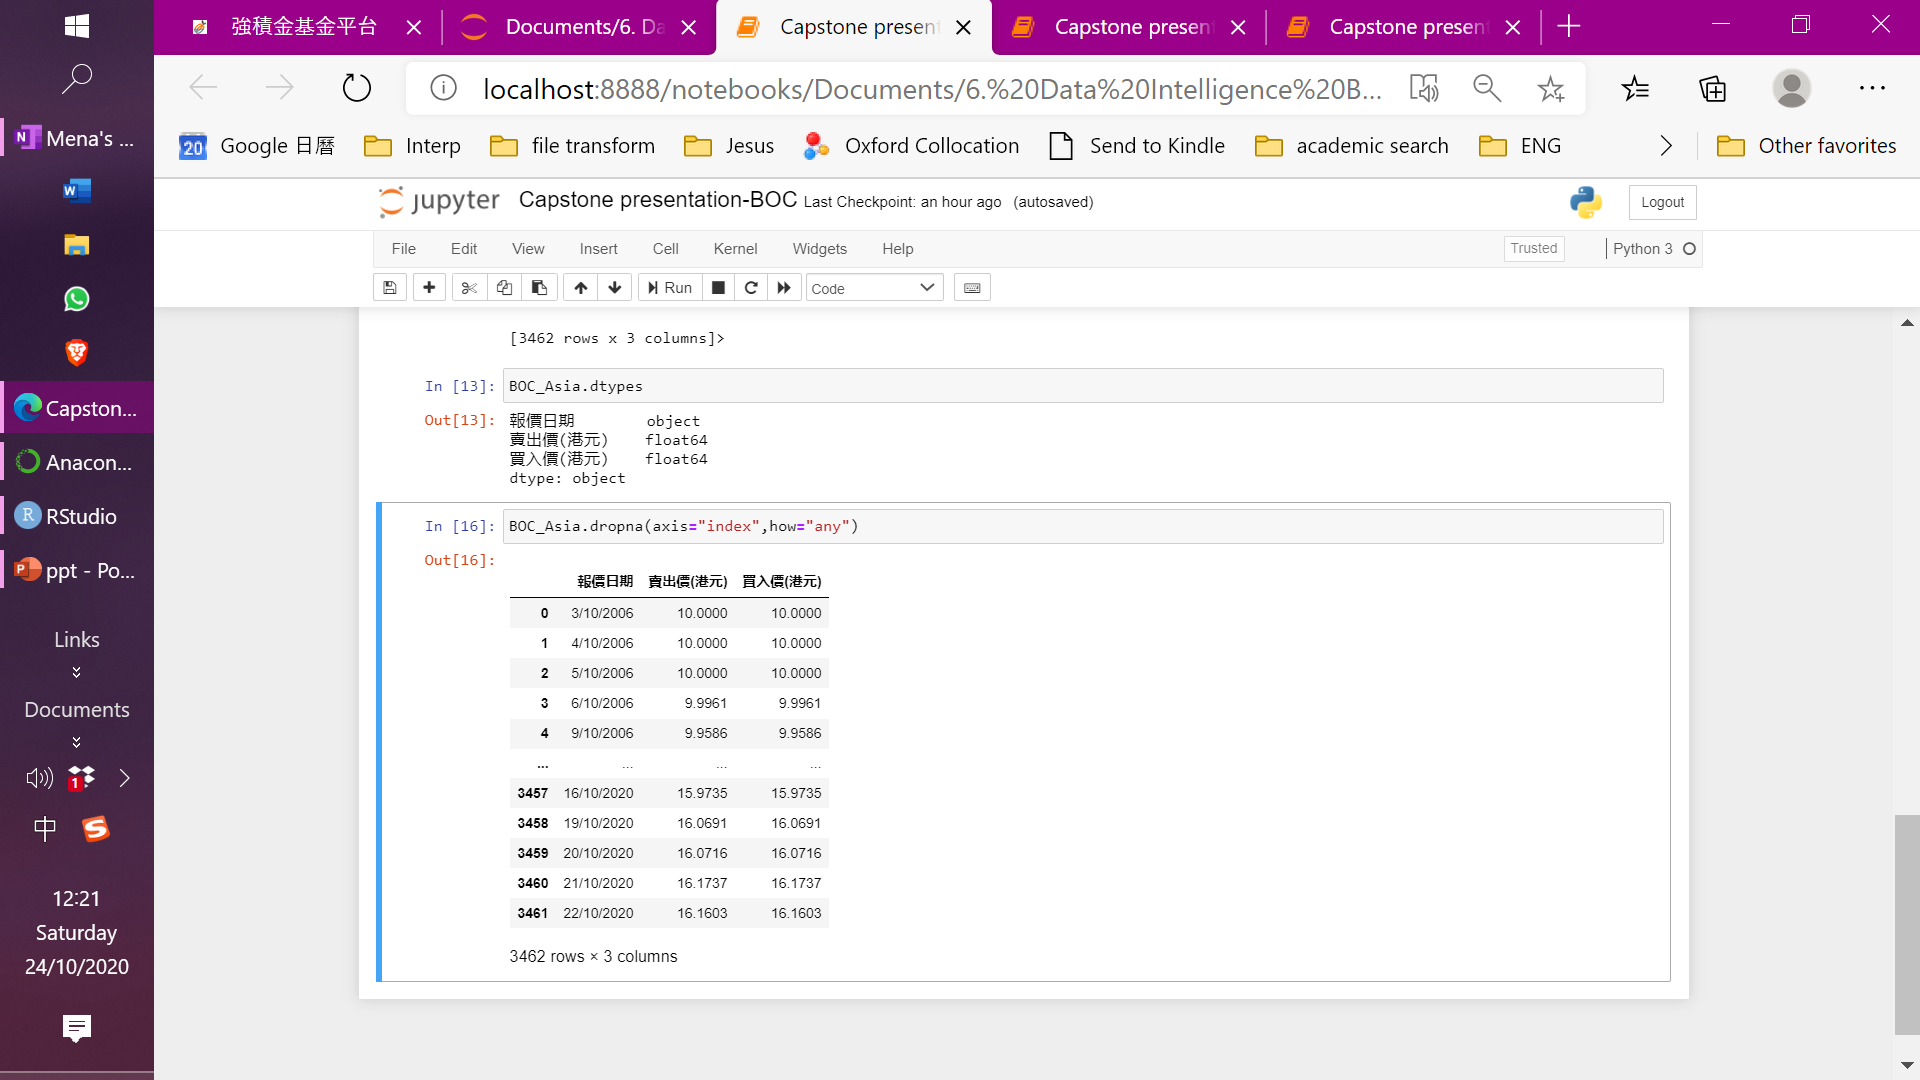 強積金基金平台
Documents/6. Da
Capstone present
Capstone present
Capstone present
localhost:8888/notebooks/Documents/6.%20Data%20Intelligence%20B...
20 Google 日曆
Interp
file transform
Jesus
Oxford Collocation
Send to Kindle
academic search
ENG
Other favorites
Mena's ...
Capston...
Anacon...
RStudio
ppt - Po...
Links
Documents
1
中
12:21
Saturday
24/10/2020
jupyter Capstone presentation-BOC Last Checkpoint: an hour ago (autosaved)
Logout
File Edit View Insert Cell Kernel Widgets Help
Trusted
Python 3
Run
Code
[3462 rows x 3 columns]>
In [13]: BOC_Asia.dtypes
Out[13]: 報價日期 object
賣出價(港元) float64
買入價(港元) float64
dtype: object
In [16]: BOC_Asia.dropna(axis="index",how="any")
Out[16]:
報價日期 賣出價(港元) 買入價(港元)
0 3/10/2006 10.0000 10.0000
1 4/10/2006 10.0000 10.0000
2 5/10/2006 10.0000 10.0000
3 6/10/2006 9.9961 9.9961
4 9/10/2006 9.9586 9.9586
... ... ... ...
3457 16/10/2020 15.9735 15.9735
3458 19/10/2020 16.0691 16.0691
3459 20/10/2020 16.0716 16.0716
3460 21/10/2020 16.1737 16.1737
3461 22/10/2020 16.1603 16.1603
3462 rows × 3 columns